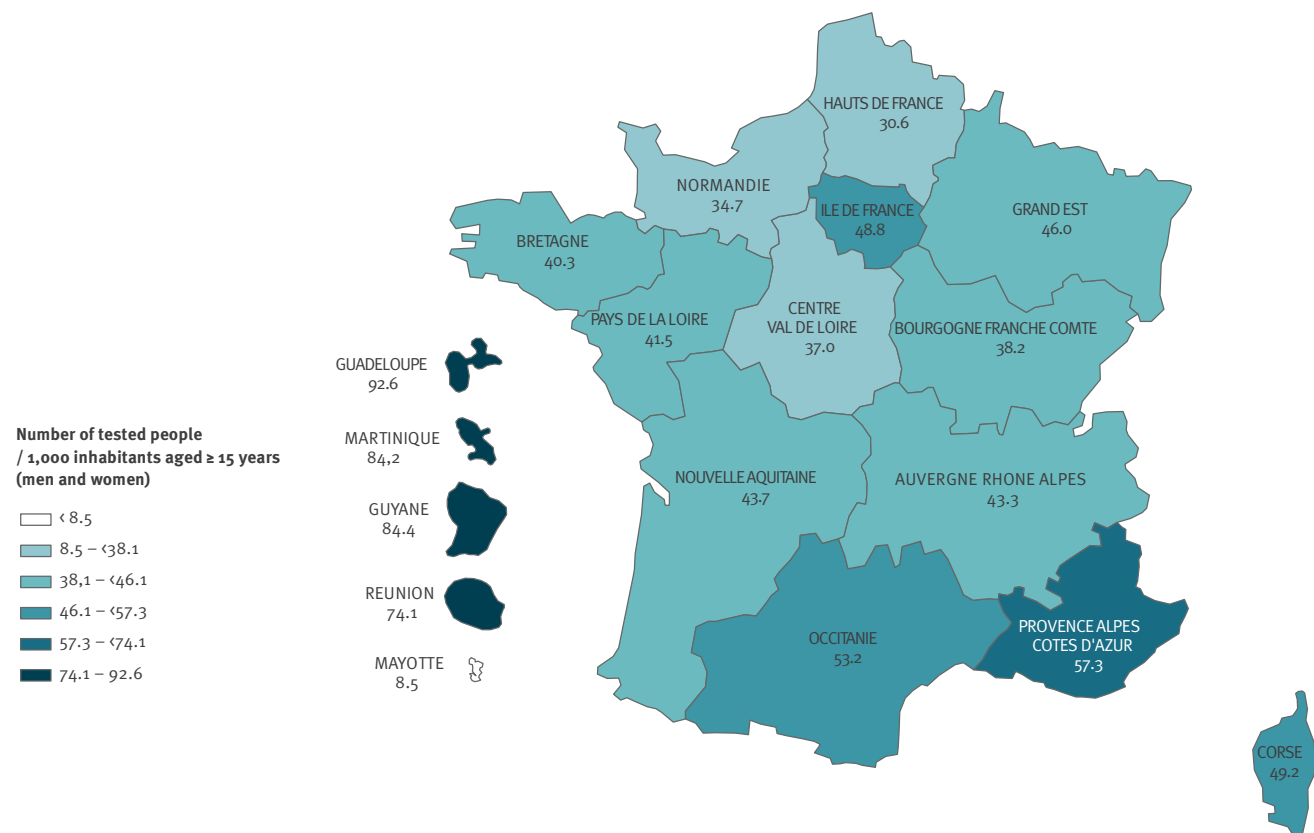 HAUTS DE FRANCE
30.6
NORMANDIE
34.7
ILE DE FRANCE
48.8
GRAND EST
46.0
BRETAGNE
40.3
PAYS DE LA LOIRE
41.5
CENTRE
VAL DE LOIRE
37.0
BOURGOGNE FRANCHE COMTE
38.2
GUADELOUPE
92.6
MARTINIQUE
84,2
GUYANE
84.4
REUNION
74.1
MAYOTTE
8.5
NOUVELLE AQUITAINE
43.7
AUVERGNE RHONE ALPES
43.3
OCCITANIE
53.2
PROVENCE ALPES
COTES D'AZUR
57.3
CORSE
49.2
Number of tested people
/ 1,000 inhabitants aged ≥ 15 years
(men and women)
< 8.5
8.5 – <38.1
38,1 – <46.1
46.1 – <57.3
57.3 – <74.1
74.1 – 92.6